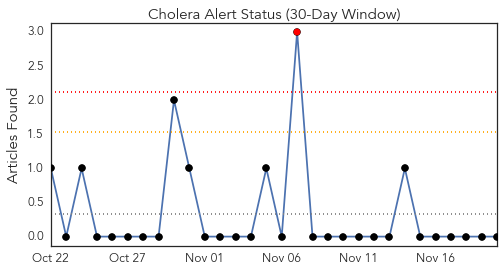 Cholera Alert Status (30-Day Window)
Articles Found
3.0
2.5
2.0
1.5
1.0
0.5
0.0
Oct 22 Oct 27 Nov 01 Nov 06 Nov 11 Nov 16